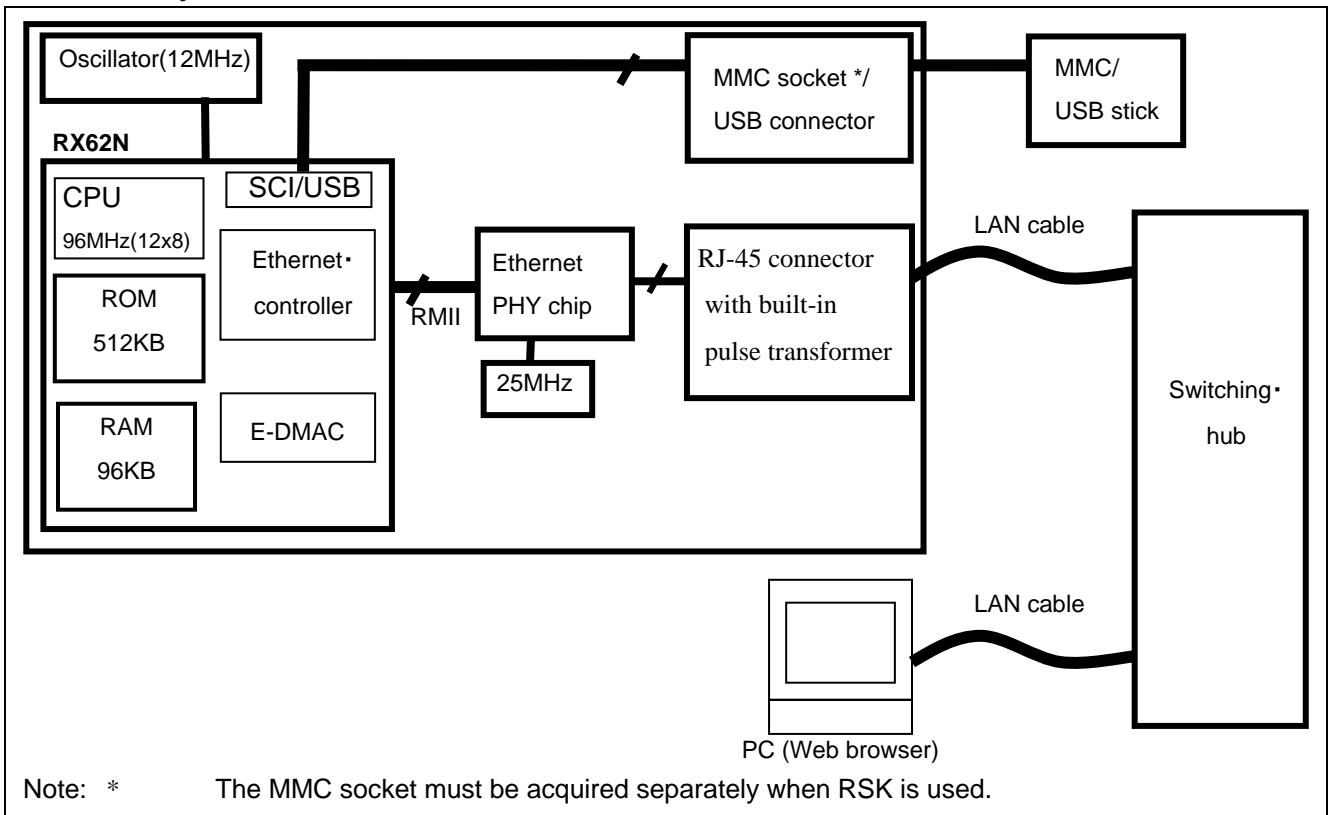 Oscillator(12MHz)
RX62N
CPU
96MHz(12x8)
ROM
512KB
RAM
96KB
SCI/USB
Ethernet・
controller
E-DMAC
RMII
Ethernet
PHY chip
25MHz
MMC socket */
USB connector
RJ-45 connector
with built-in
pulse transformer
MMC/
USB stick
LAN cable
Switching・
hub
LAN cable
PC (Web browser)
Note: * The MMC socket must be acquired separately when RSK is used.